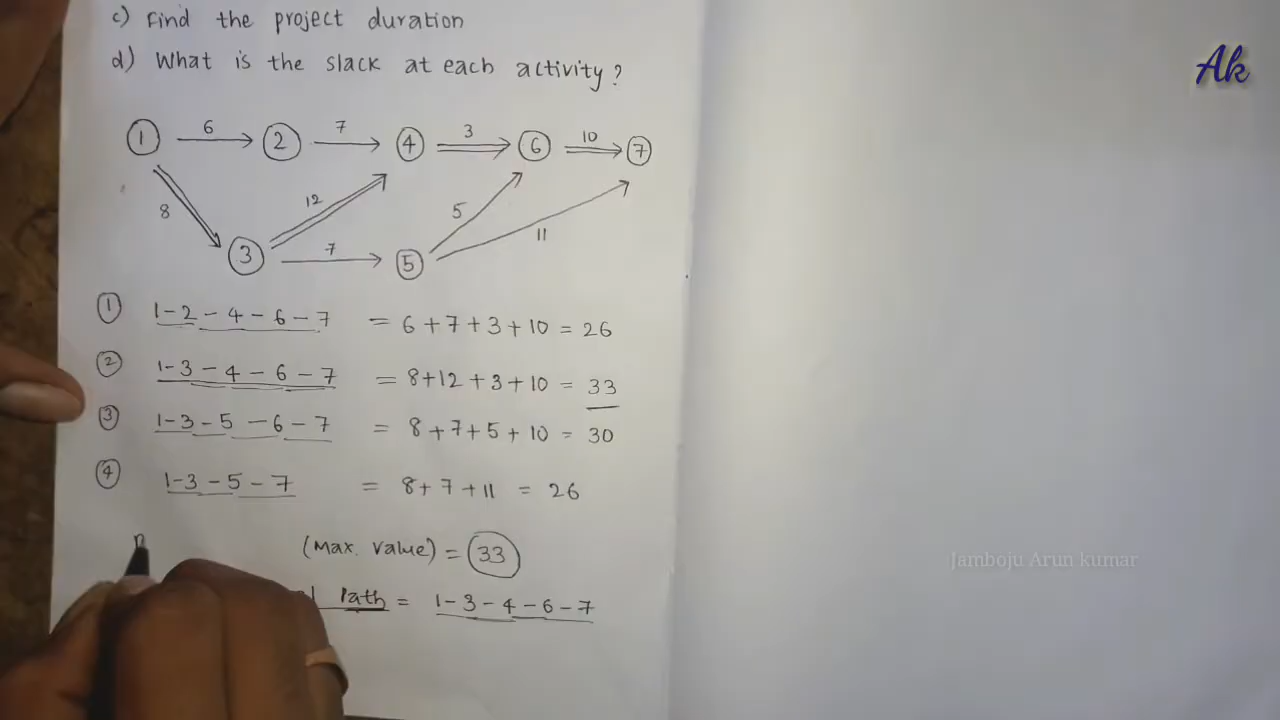 c) Find the project duration
d) What is the slack at each activity?
Ak
1 6 2 7 4 3 6 10 7
8 12 5 11
3 7 5
① 1-2-4-6-7 = 6+7+3+10 = 26
② 1-3-4-6-7 = 8+12+3+10 = 33
③ 1-3-5-6-7 = 8+7+5+10 = 30
④ 1-3-5-7 = 8+7+11 = 26
(Max. value) = 33
Path = 1-3-4-6-7
Jamboju Arun kumar